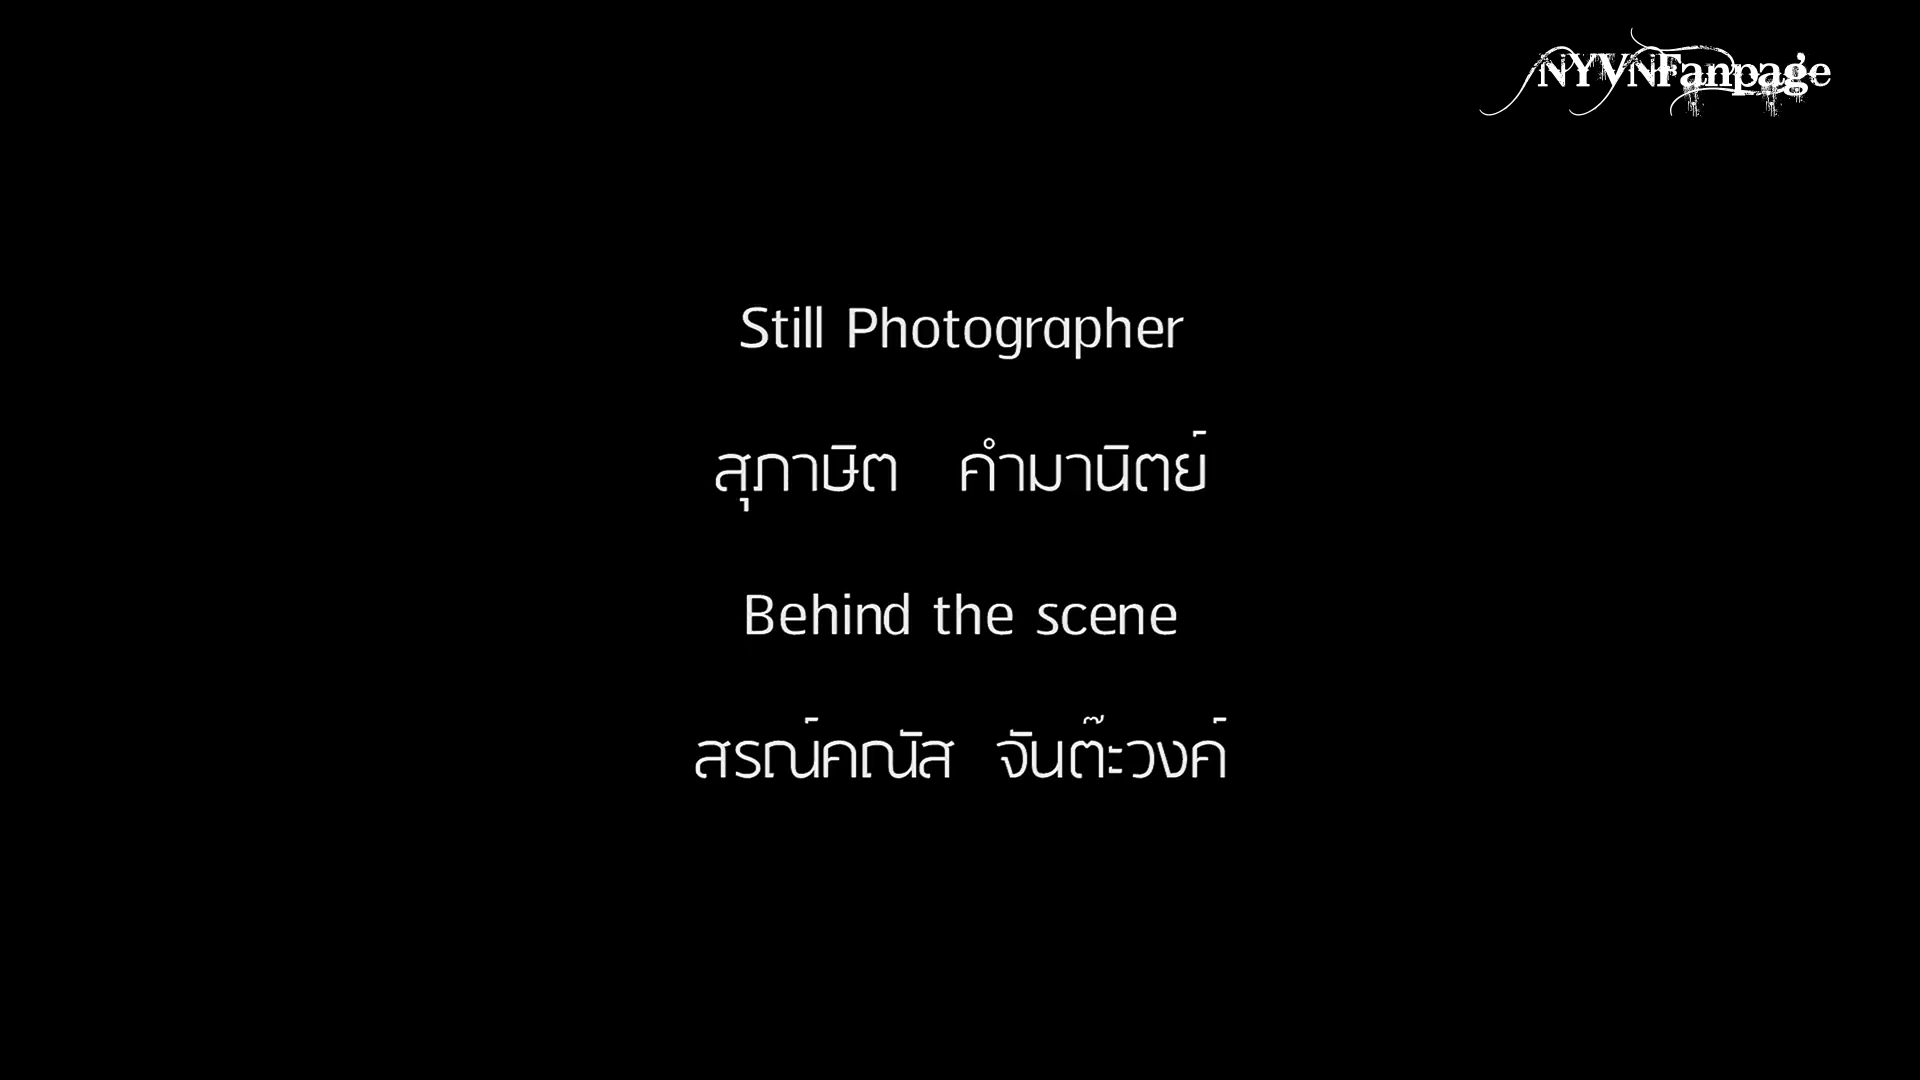 NYVNFanpage
Still Photographer
สุภาษิต คำมานิตย์
Behind the scene
สรณ์คณัส จันต๊ะวงค์